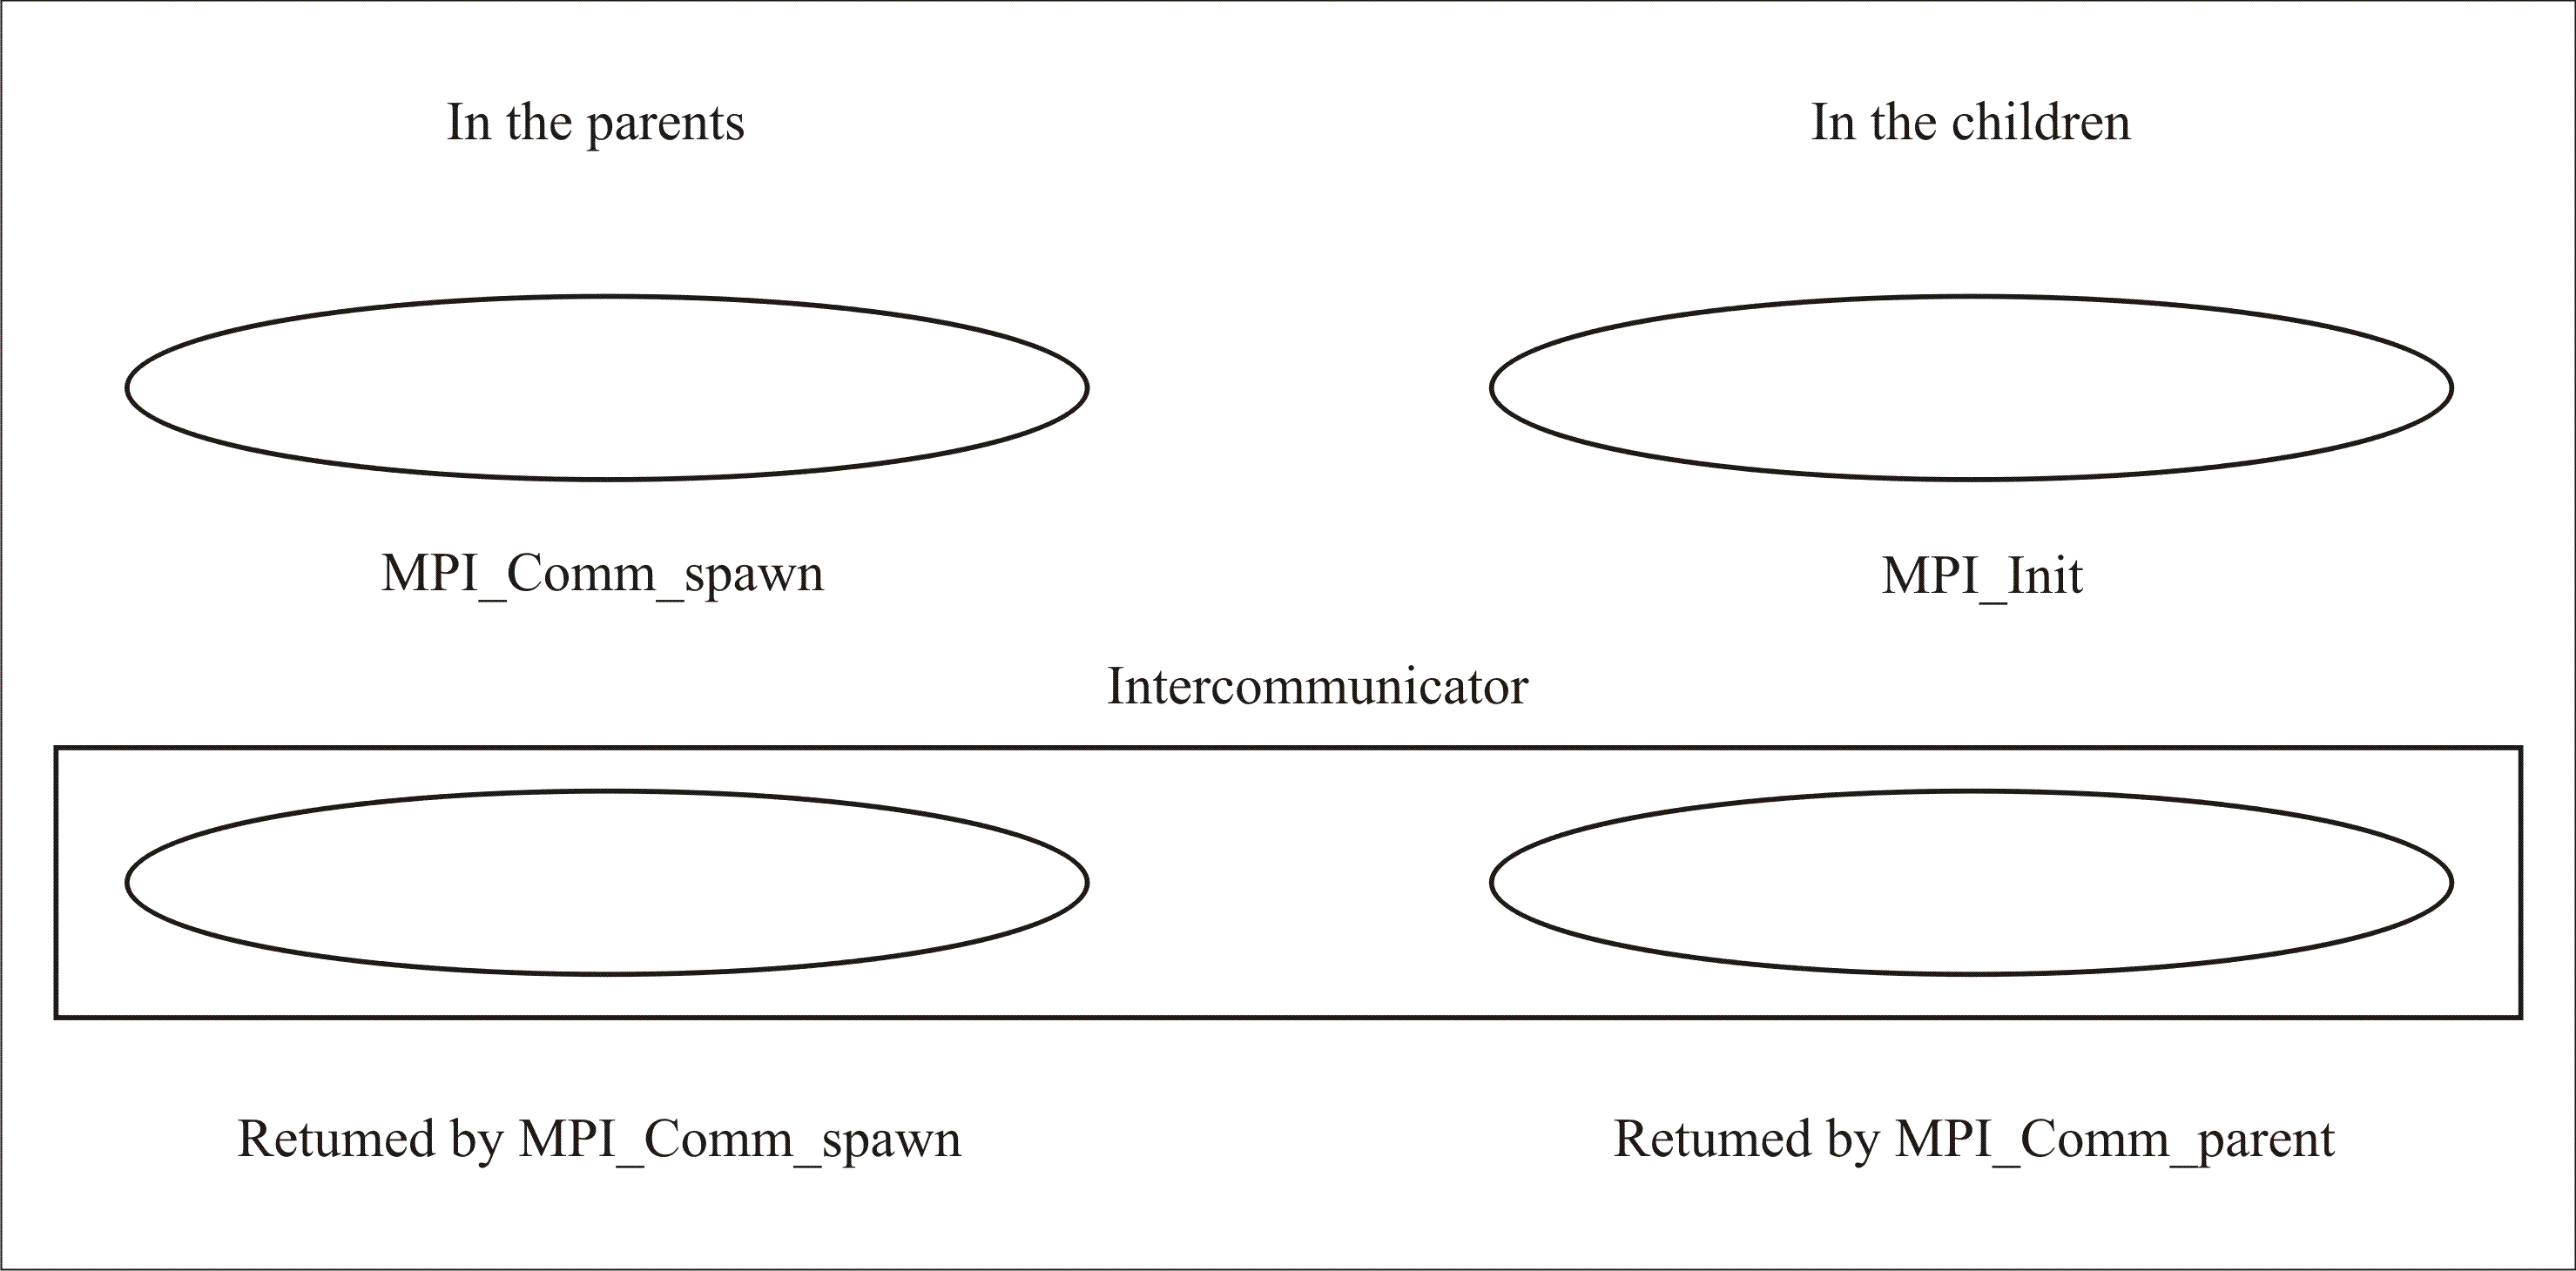 In the parents
In the children
MPI_Comm_spawn
MPI_Init
Intercommunicator
Retumed by MPI_Comm_spawn
Retumed by MPI_Comm_parent